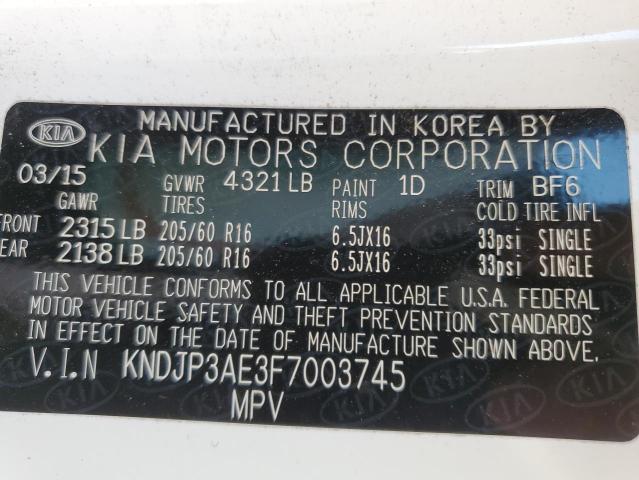 KIA MANUFACTURED IN KOREA BY
KIA MOTORS CORPORATION
03/15 GVWR 4321 LB PAINT 1D TRIM BF6
GAWR TIRES RIMS COLD TIRE INFL
FRONT 2315 LB 205/60 R16 6.5JX16 33psi SINGLE
EAR 2138 LB 205/60 R16 6.5JX16 33psi SINGLE
THIS VEHICLE CONFORMS TO ALL APPLICABLE U.S.A. FEDERAL
MOTOR VEHICLE SAFETY AND THEFT PREVENTION STANDARDS
IN EFFECT ON THE DATE OF MANUFACTURE SHOWN ABOVE.
V.I.N KNDJP3AE3F7003745
MPV